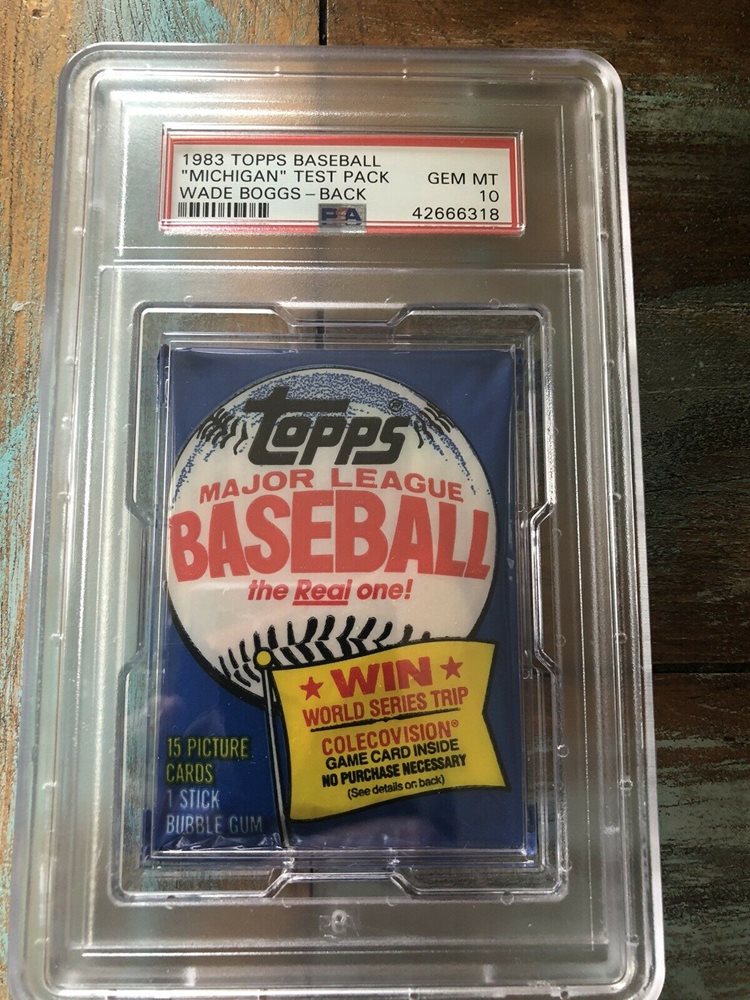 1983 TOPPS BASEBALL
"MICHIGAN" TEST PACK GEM MT
WADE BOGGS - BACK 10
PSA 42666318
TOPPS®
MAJOR LEAGUE
BASEBALL
the Real one!
★ WIN ★
WORLD SERIES TRIP
COLECOVISION®
GAME CARD INSIDE
NO PURCHASE NECESSARY
(See details on back)
15 PICTURE
CARDS
1 STICK
BUBBLE GUM